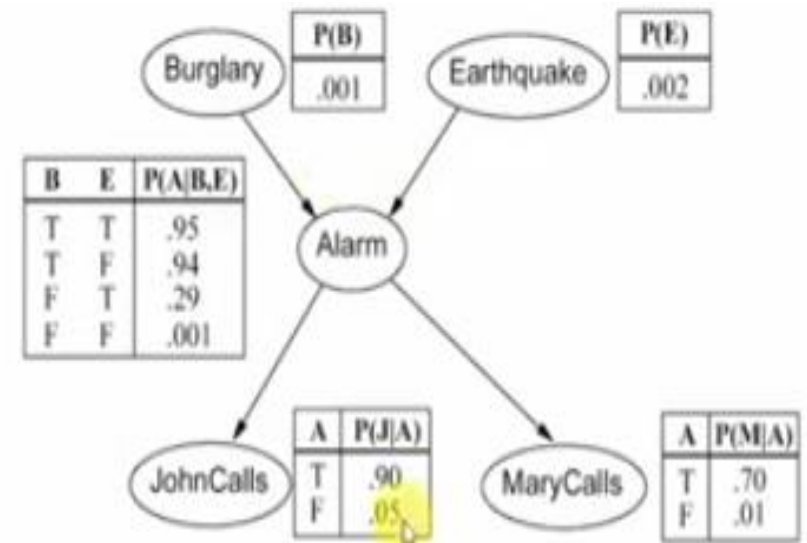 P(B)
Burglary
.001
P(E)
Earthquake
.002
B E P(A|B,E)
T T .95
T F .94
F T .29
F F .001
Alarm
JohnCalls
A P(J|A)
T .90
F .05
MaryCalls
A P(M|A)
T .70
F .01